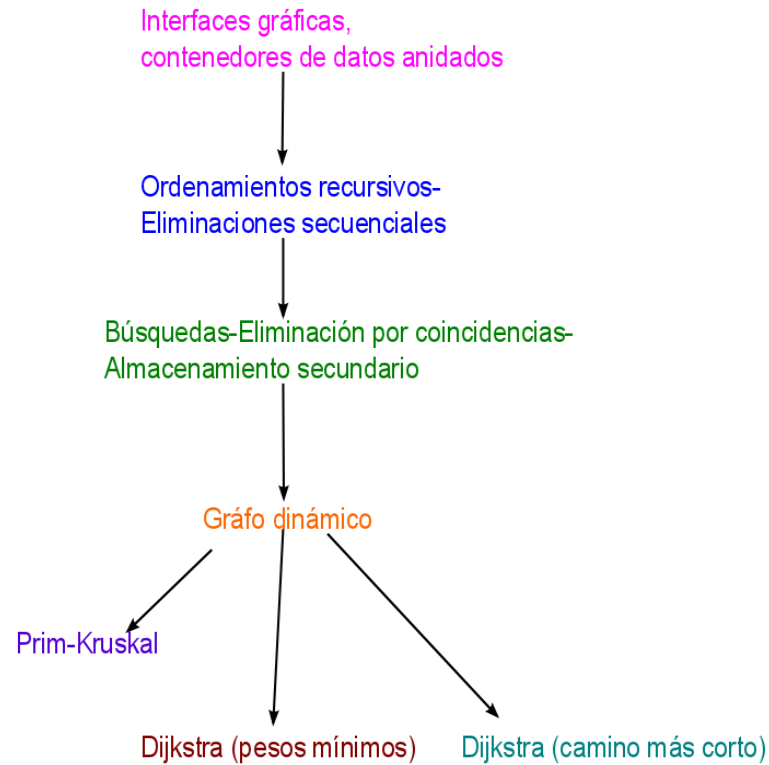 Interfaces gráficas,
contenedores de datos anidados
Ordenamientos recursivos-
Eliminaciones secuenciales
Búsquedas-Eliminación por coincidencias-
Almacenamiento secundario
Gráfo dinámico
Prim-Kruskal
Dijkstra (pesos mínimos)
Dijkstra (camino más corto)